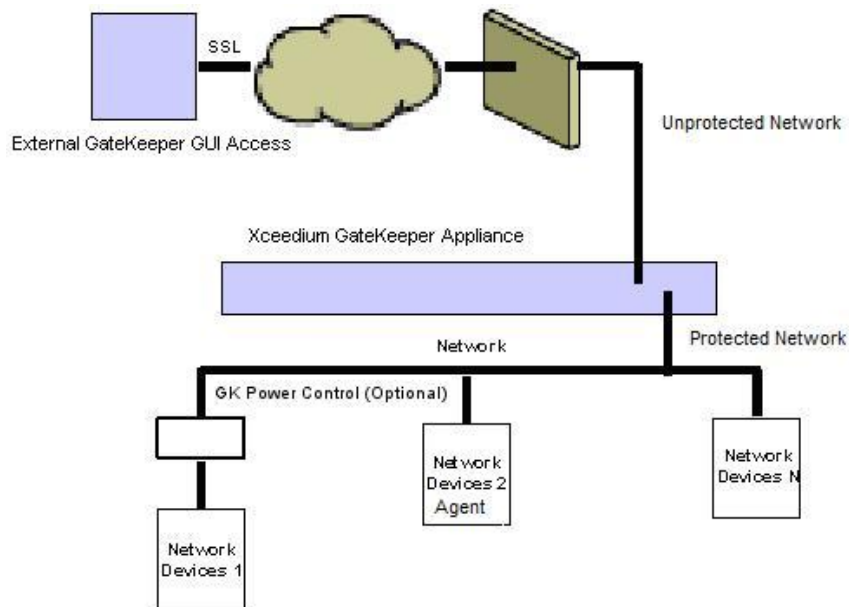 SSL
External GateKeeper GUI Access
Unprotected Network
Xceedium GateKeeper Appliance
Protected Network
Network
GK Power Control (Optional)
Network
Devices 1
Network
Devices 2
Agent
Network
Devices N